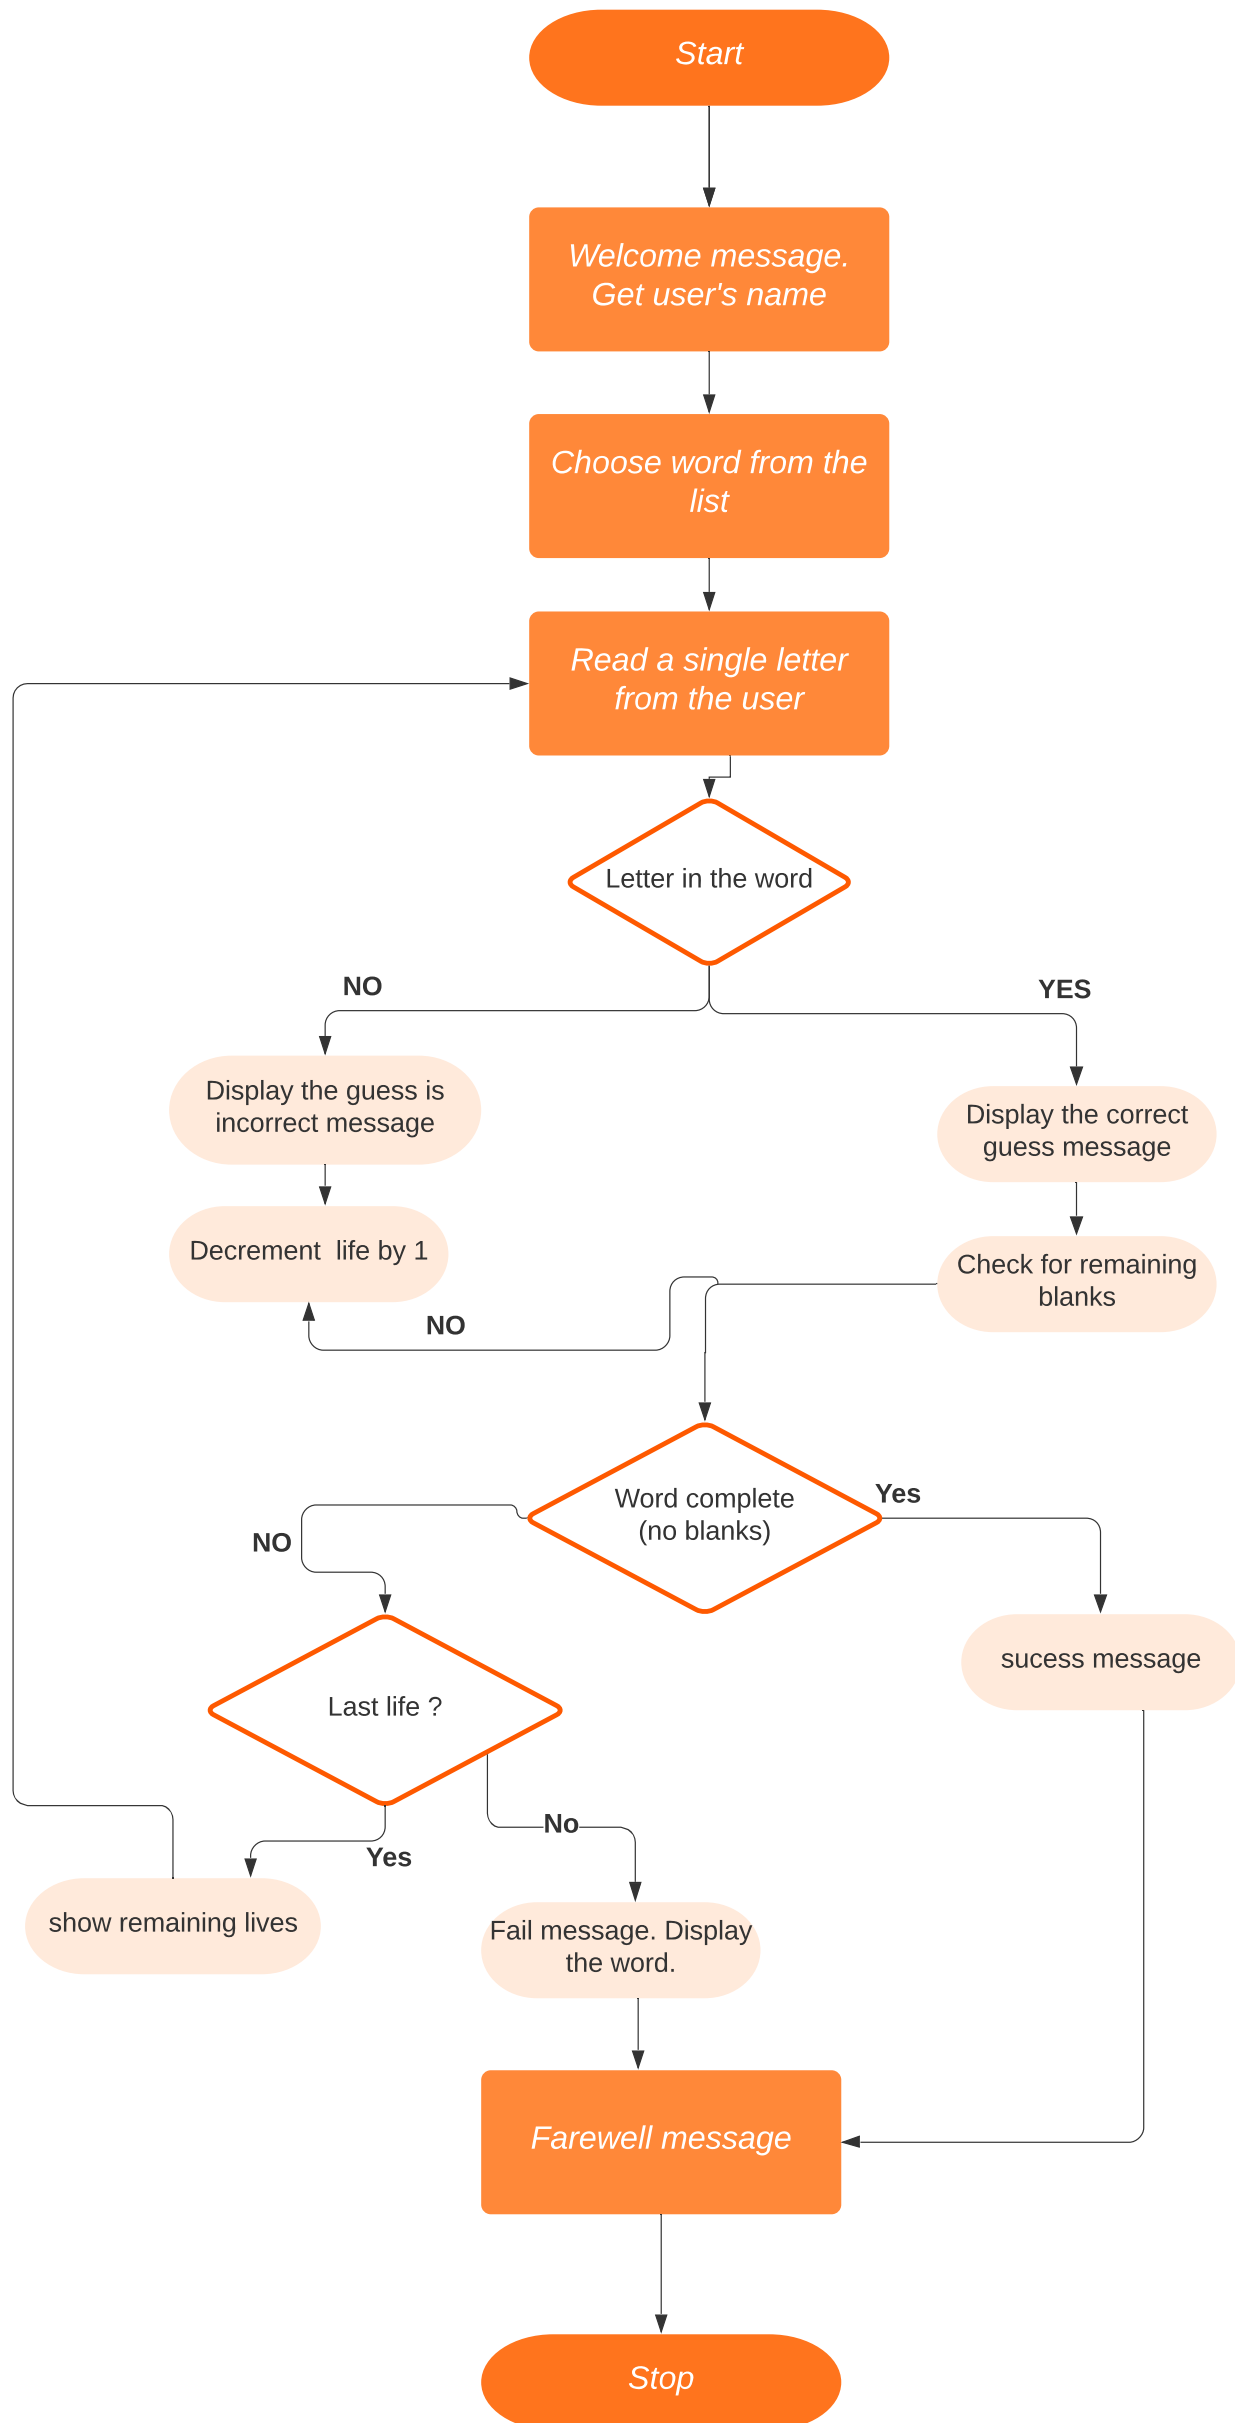 Start
Welcome message.
Get user's name
Choose word from the
list
Read a single letter
from the user
Letter in the word
NO
YES
Display the guess is
incorrect message
Display the correct
guess message
Decrement  life by 1
Check for remaining
blanks
NO
Word complete
(no blanks)
Yes
NO
sucess message
Last life ?
No
Yes
show remaining lives
Fail message. Display
the word.
Farewell message
Stop